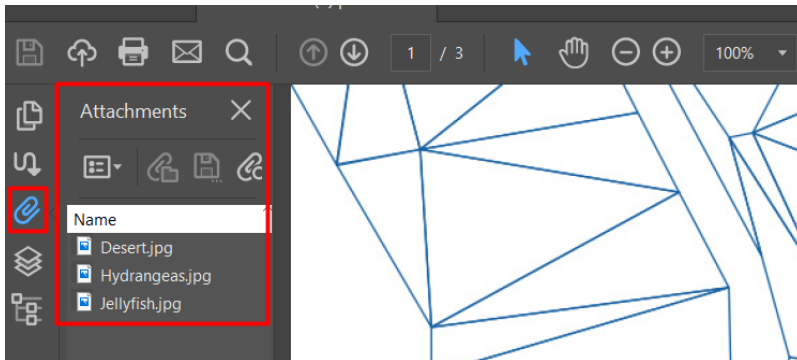 1 / 3
100%
Attachments
Name
Desert.jpg
Hydrangeas.jpg
Jellyfish.jpg